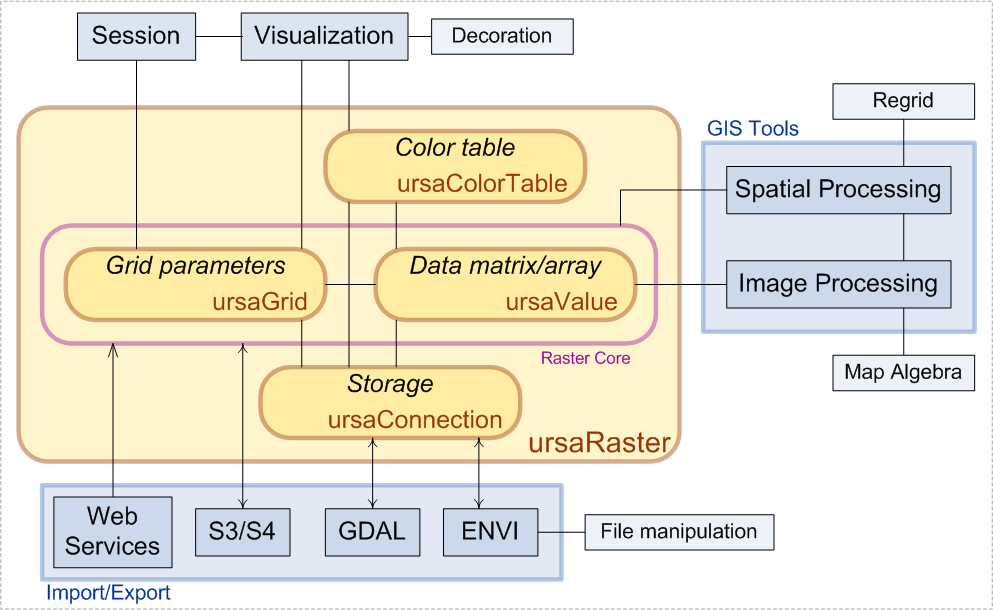 Session
Visualization
Decoration
Regrid
GIS Tools
Color table
ursaColorTable
Spatial Processing
Grid parameters
ursaGrid
Data matrix/array
ursaValue
Image Processing
Raster Core
Map Algebra
Storage
ursaConnection
ursaRaster
Web
Services
S3/S4
GDAL
ENVI
File manipulation
Import/Export